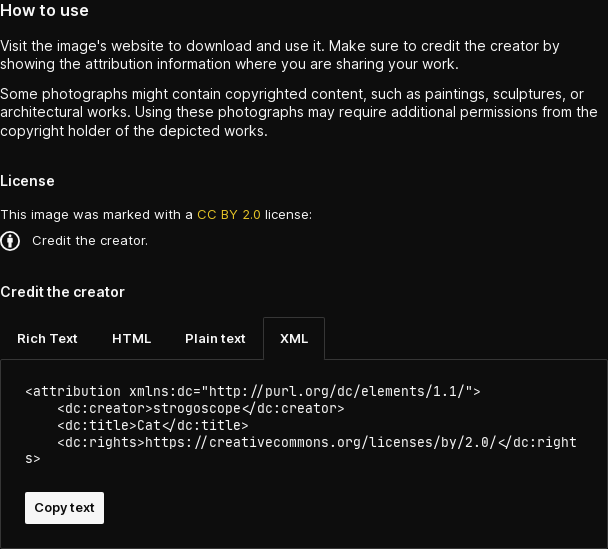 How to use
Visit the image's website to download and use it. Make sure to credit the creator by
showing the attribution information where you are sharing your work.
Some photographs might contain copyrighted content, such as paintings, sculptures, or
architectural works. Using these photographs may require additional permissions from the
copyright holder of the depicted works.
License
This image was marked with a CC BY 2.0 license:
Credit the creator.
Credit the creator
Rich Text HTML Plain text XML
<attribution xmlns:dc="http://purl.org/dc/elements/1.1/">
    <dc:creator>strogoscope</dc:creator>
    <dc:title>Cat</dc:title>
    <dc:rights>https://creativecommons.org/licenses/by/2.0/</dc:right
s>
Copy text